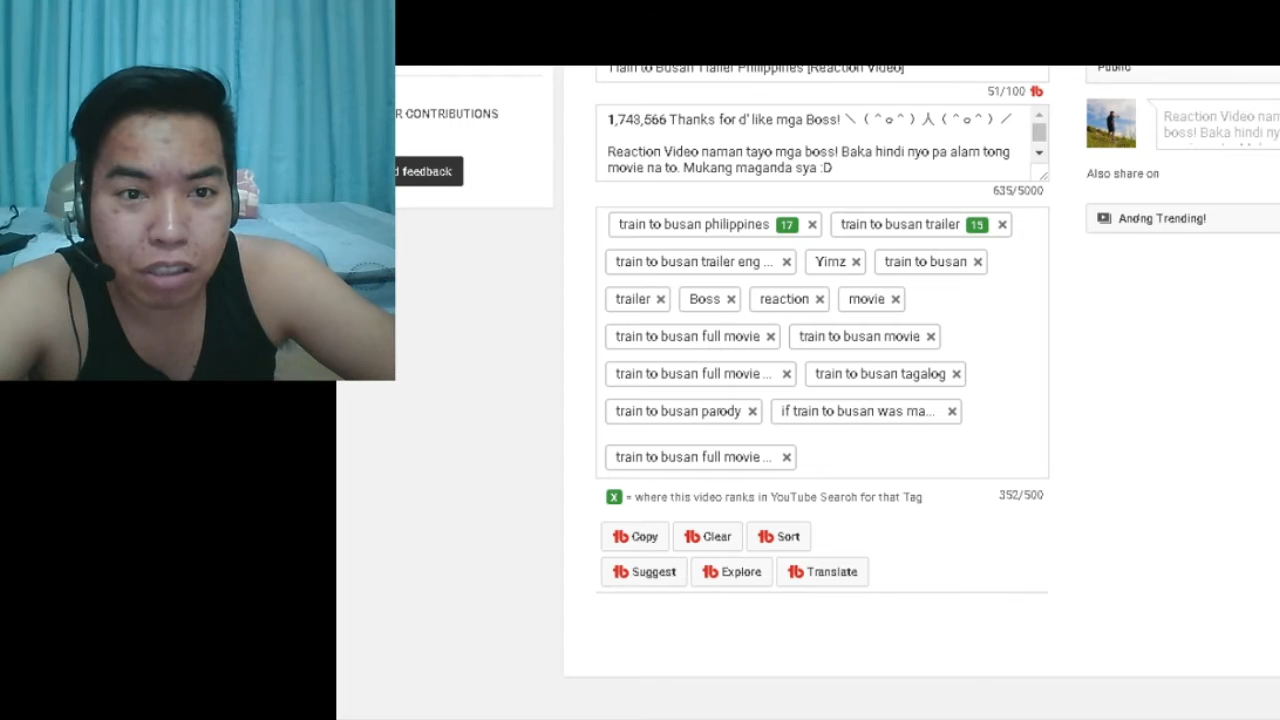 Train to Busan Trailer Philippines [Reaction Video]
Public
51/100
R CONTRIBUTIONS
1,743,566 Thanks for d' like mga Boss! ＼（＾ｏ＾）人（＾ｏ＾）／
Reaction Video naman tayo mga boss! Baka hindi nyo pa alam tong
movie na to. Mukang maganda sya :D
Reaction Video nam
boss! Baka hindi ny
d feedback
Also share on
635/5000
train to busan philippines 17 × train to busan trailer 15 ×
Andng Trending!
train to busan trailer eng ... × Yimz × train to busan ×
trailer × Boss × reaction × movie ×
train to busan full movie × train to busan movie ×
train to busan full movie ... × train to busan tagalog ×
train to busan parody × if train to busan was ma... ×
train to busan full movie ... ×
X = where this video ranks in YouTube Search for that Tag
352/500
tb Copy tb Clear tb Sort
tb Suggest tb Explore tb Translate